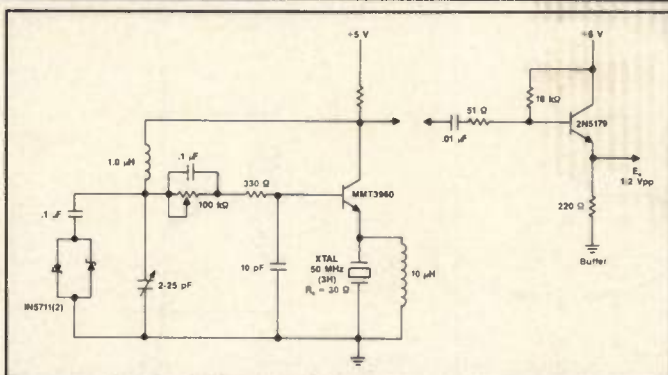 +5 V
+6 V
18 kΩ
51 Ω
2N5179
.01 μF
1.0 μH
.1 μF
330 Ω
MMT3960
100 kΩ
E₀
1/2 Vpp
.1 μF
220 Ω
XTAL
50 MHz
(3H)
Rₛ = 30 Ω
10 pF
10 μH
2-25 pF
Buffer
IN5711(2)